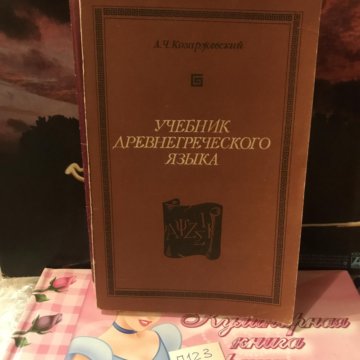 А.Ч. Козаржевский
УЧЕБНИК
ДРЕВНЕГРЕЧЕСКОГО
ЯЗЫКА
Кулинарная
книга
П123